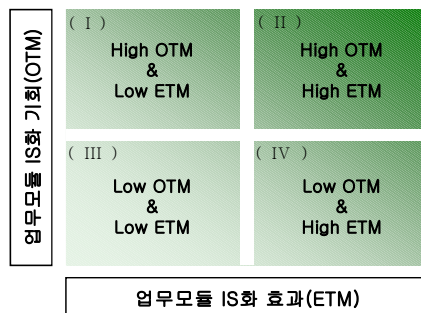 업무모듈 IS화 기회(OTM)
( I )
High OTM
&
Low ETM
( II )
High OTM
&
High ETM
( III )
Low OTM
&
Low ETM
( IV )
Low OTM
&
High ETM
업무모듈 IS화 효과(ETM)